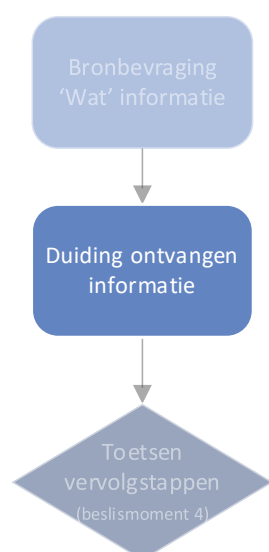 Bronbevraging
‘Wat’ informatie
Duiding ontvangen
informatie
Toetsen
vervolgstappen
(beslismoment 4)